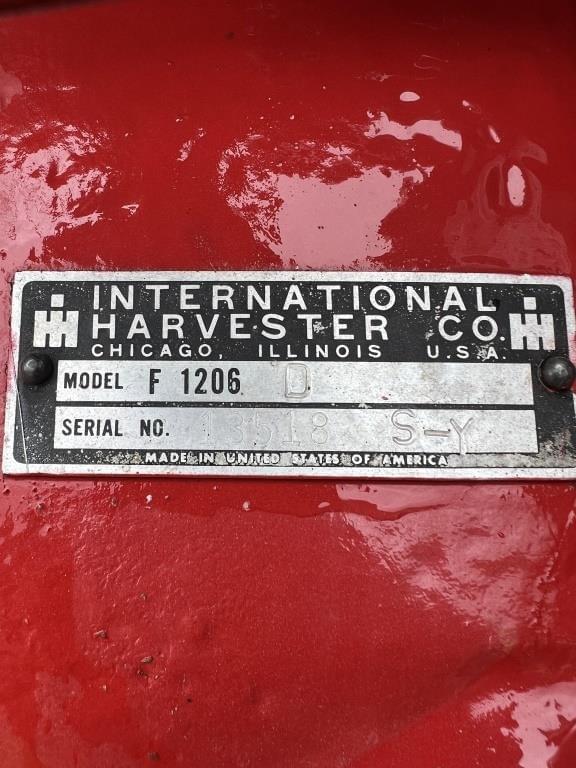 INTERNATIONAL
HARVESTER CO.
CHICAGO, ILLINOIS U.S.A.
MODEL F 1206 D
SERIAL NO. 13518 S-Y
MADE IN UNITED STATES OF AMERICA